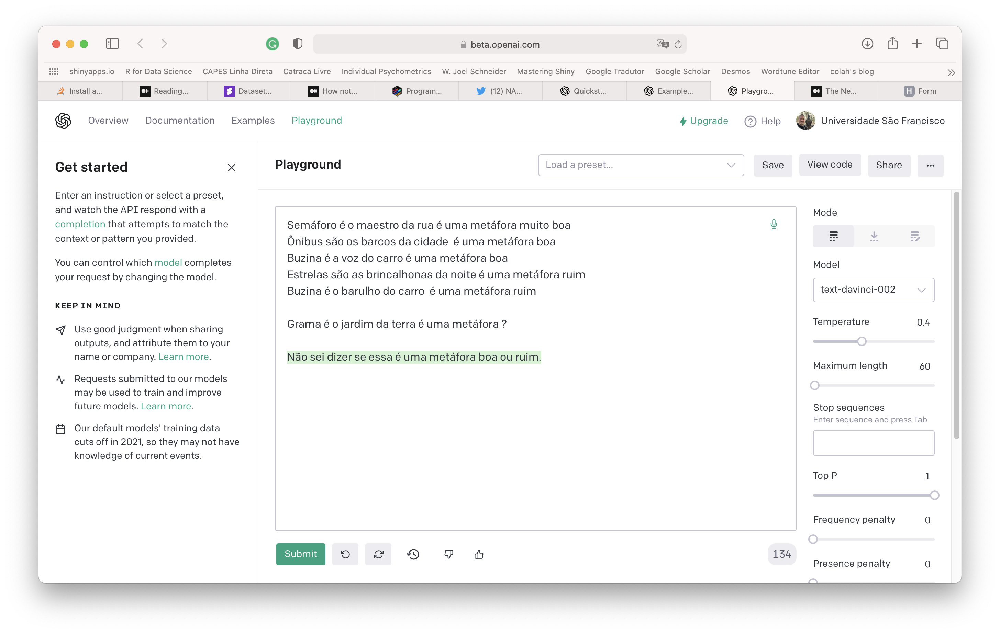 beta.openai.com
shinyapps.io R for Data Science CAPES Linha Direta Catraca Livre Individual Psychometrics W. Joel Schneider Mastering Shiny Google Tradutor Google Scholar Desmos Wordtune Editor colah's blog
Install a... Reading... Dataset... How not... Program... (12) NA... Quickst... Example... Playgro... The Ne... H Form
Overview Documentation Examples Playground Upgrade Help Universidade São Francisco
Get started
Enter an instruction or select a preset,
and watch the API respond with a
completion that attempts to match the
context or pattern you provided.
You can control which model completes
your request by changing the model.
KEEP IN MIND
Use good judgment when sharing
outputs, and attribute them to your
name or company. Learn more.
Requests submitted to our models
may be used to train and improve
future models. Learn more.
Our default models' training data
cuts off in 2021, so they may not have
knowledge of current events.
Playground
Load a preset...
Save
View code
Share
Semáforo é o maestro da rua é uma metáfora muito boa
Ônibus são os barcos da cidade  é uma metáfora boa
Buzina é a voz do carro é uma metáfora boa
Estrelas são as brincalhonas da noite é uma metáfora ruim
Buzina é o barulho do carro  é uma metáfora ruim
Grama é o jardim da terra é uma metáfora ?
Não sei dizer se essa é uma metáfora boa ou ruim.
Submit
134
Mode
Model
text-davinci-002
Temperature 0.4
Maximum length 60
Stop sequences
Enter sequence and press Tab
Top P 1
Frequency penalty 0
Presence penalty 0